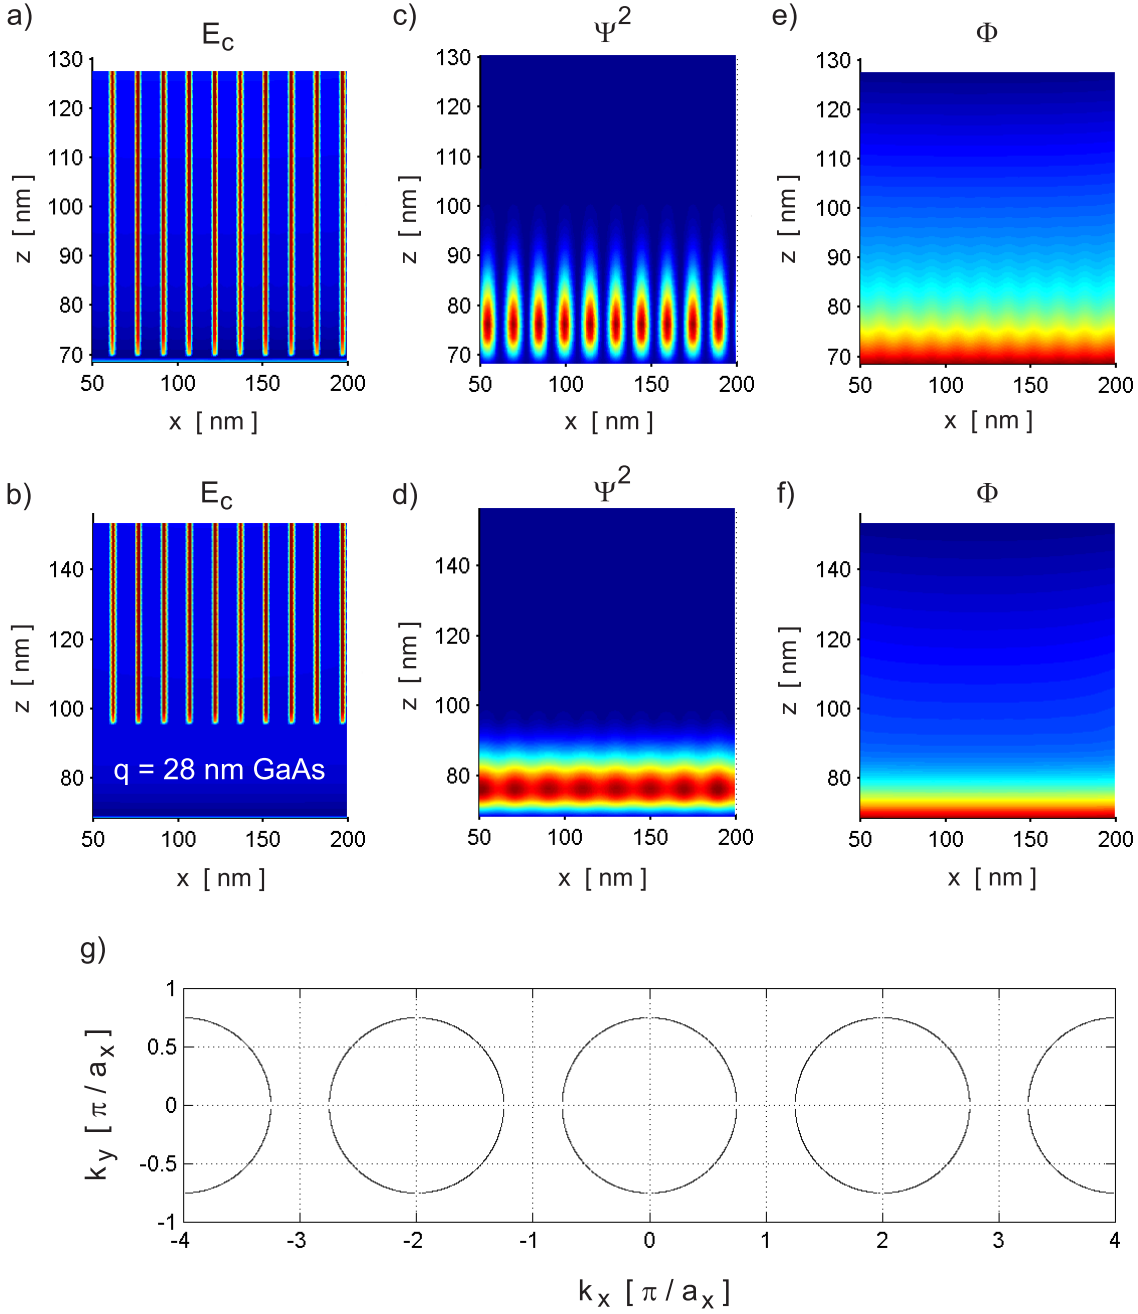 a)
E_c
130
120
110
100
90
80
70
z [ nm ]
50 100 150 200
x [ nm ]
c)
Ψ²
130
120
110
100
90
80
70
z [ nm ]
50 100 150 200
x [ nm ]
e)
Φ
130
120
110
100
90
80
70
z [ nm ]
50 100 150 200
x [ nm ]
b)
E_c
140
120
100
80
z [ nm ]
q = 28 nm GaAs
50 100 150 200
x [ nm ]
d)
Ψ²
140
120
100
80
z [ nm ]
50 100 150 200
x [ nm ]
f)
Φ
140
120
100
80
z [ nm ]
50 100 150 200
x [ nm ]
g)
1
0.5
0
-0.5
-1
k_y [ π / a_x ]
-4 -3 -2 -1 0 1 2 3 4
k_x [ π / a_x ]